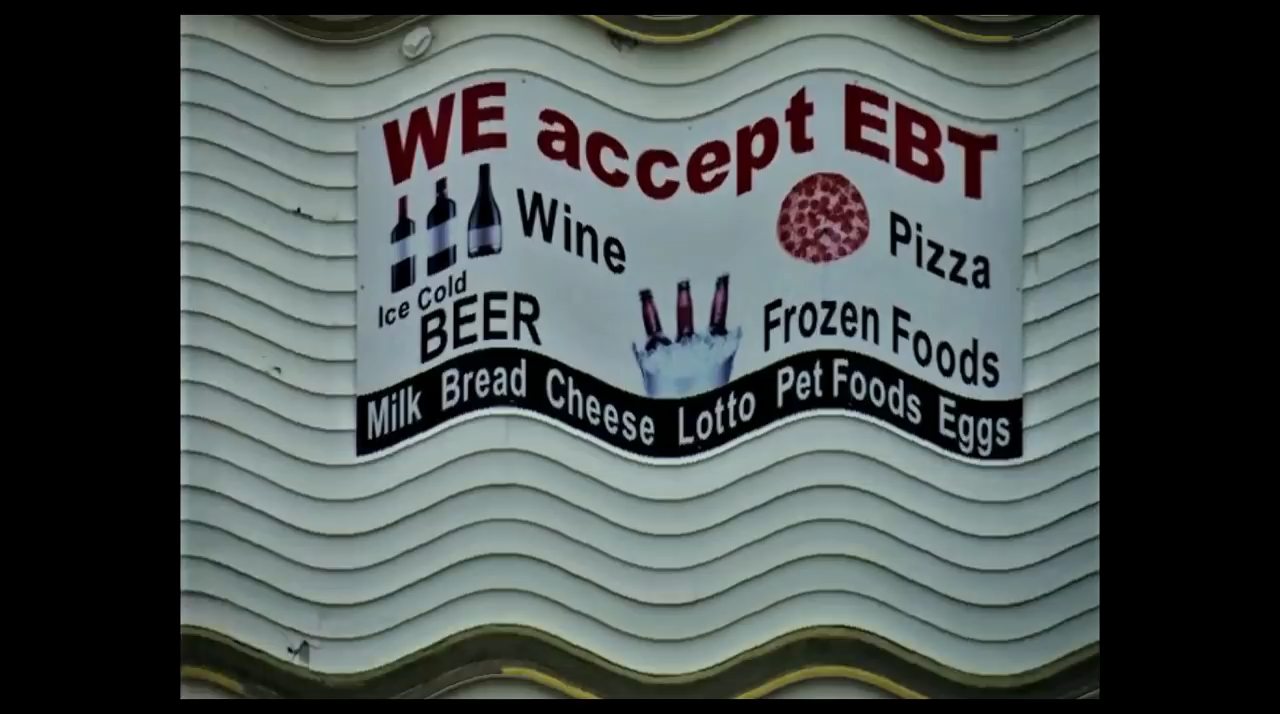 WE accept EBT
Wine
Pizza
Ice Cold
BEER
Frozen Foods
Milk Bread Cheese Lotto Pet Foods Eggs